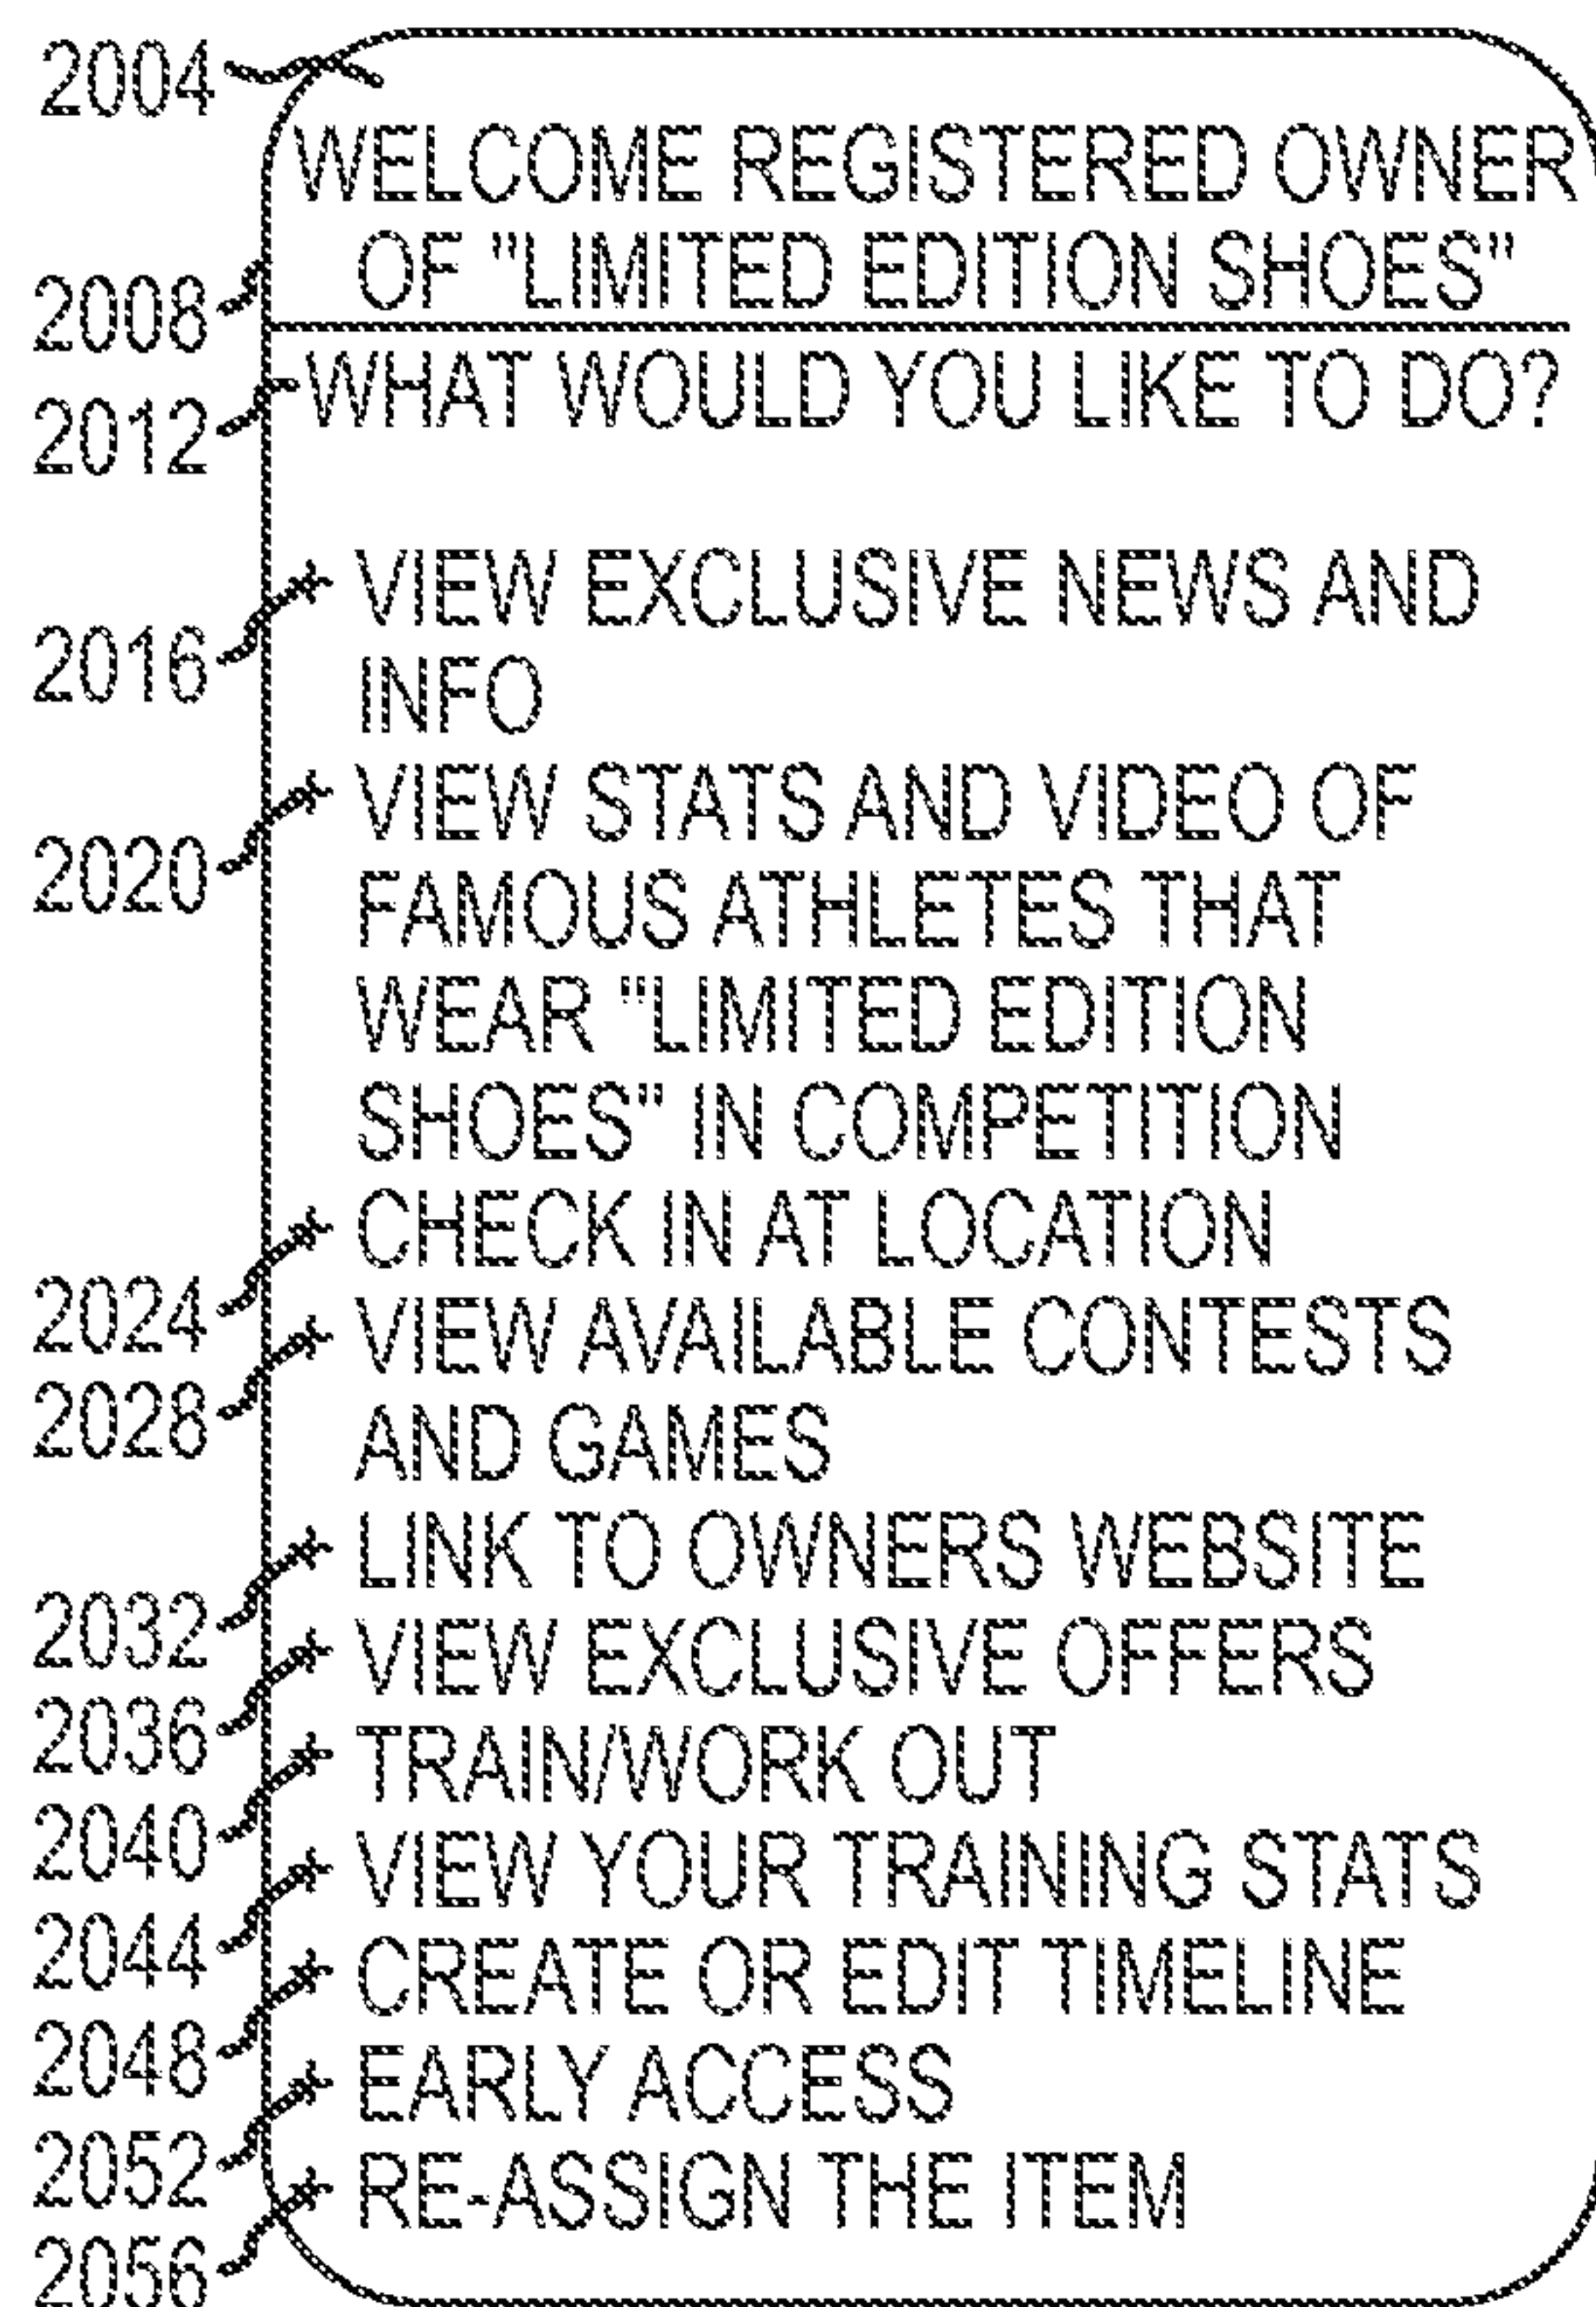 2004
WELCOME REGISTERED OWNER
OF "LIMITED EDITION SHOES"
2008
WHAT WOULD YOU LIKE TO DO?
2012
* VIEW EXCLUSIVE NEWS AND
INFO
2016
* VIEW STATS AND VIDEO OF
FAMOUS ATHLETES THAT
2020
WEAR "LIMITED EDITION
SHOES" IN COMPETITION
* CHECK IN AT LOCATION
2024
* VIEW AVAILABLE CONTESTS
AND GAMES
2028
* LINK TO OWNERS WEBSITE
2032
* VIEW EXCLUSIVE OFFERS
2036
* TRAIN/WORK OUT
2040
* VIEW YOUR TRAINING STATS
2044
* CREATE OR EDIT TIMELINE
2048
* EARLY ACCESS
2052
* RE-ASSIGN THE ITEM
2056